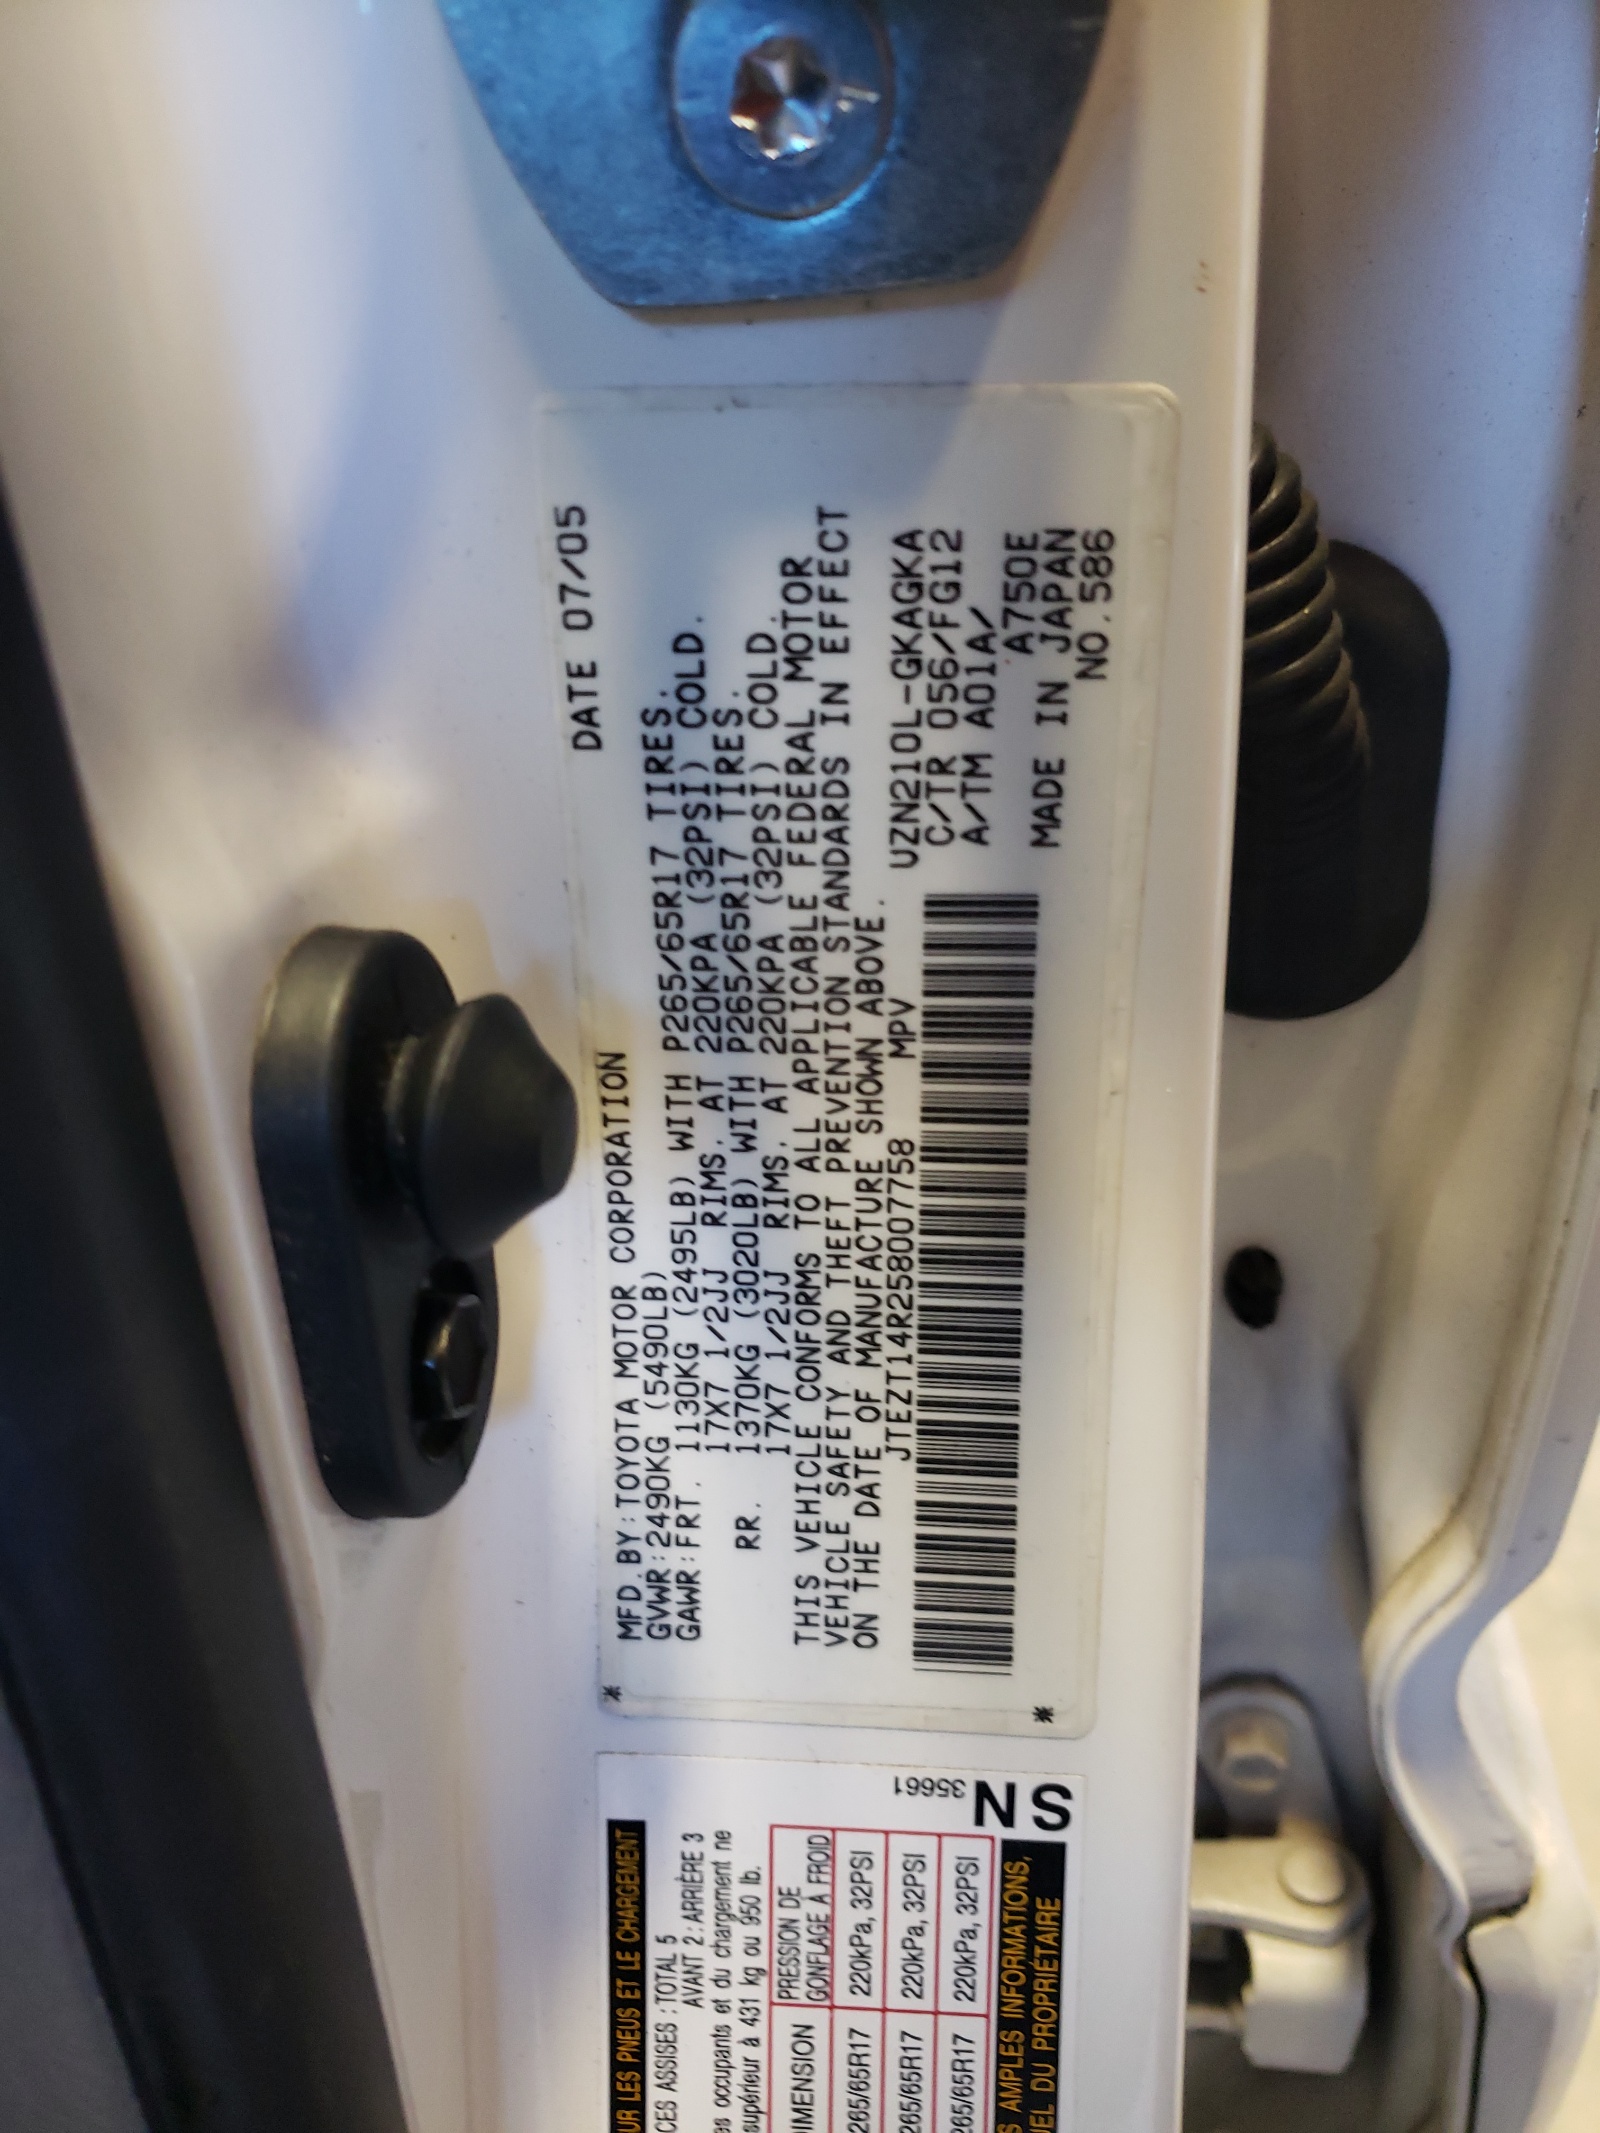 DATE 07/05
MFD.BY:TOYOTA MOTOR CORPORATION
GVWR:2490KG (5490LB)
GAWR:FRT. 1130KG (2495LB) WITH P265/65R17 TIRES.
17X7 1/2JJ RIMS. AT 220KPA (32PSI) COLD.
RR. 1370KG (3020LB) WITH P265/65R17 TIRES.
17X7 1/2JJ RIMS. AT 220KPA (32PSI) COLD.
THIS VEHICLE CONFORMS TO ALL APPLICABLE FEDERAL MOTOR
VEHICLE SAFETY AND THEFT PREVENTION STANDARDS IN EFFECT
ON THE DATE OF MANUFACTURE SHOWN ABOVE.
JTEZT14R258007758 MPV
UZN210L-GKAGKA
C/TR 056/FG12
A/TM A01A/
A750E
MADE IN JAPAN
NO.586
* *
UR LES PNEUS ET LE CHARGEMENT
CES ASSISES : TOTAL 5
AVANT 2 : ARRIÈRE 3
es occupants et du chargement ne
supérieur à 431 kg ou 950 lb.
IMENSION PRESSION DE GONFLAGE À FROID
265/65R17 220kPa, 32PSI
265/65R17 220kPa, 32PSI
265/65R17 220kPa, 32PSI
S AMPLES INFORMATIONS,
UEL DU PROPRIÉTAIRE
35661
SN